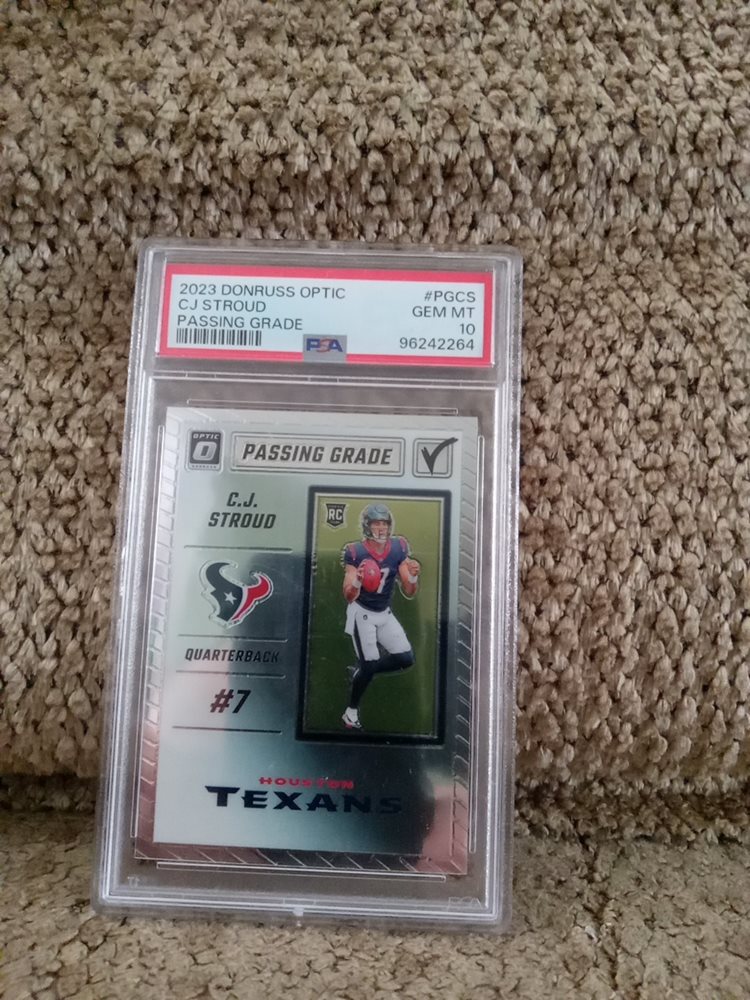 2023 DONRUSS OPTIC #PGCS
CJ STROUD GEM MT
PASSING GRADE 10
PSA 96242264
OPTIC
PASSING GRADE
C.J.
STROUD
RC
7
QUARTERBACK
#7
HOUSTON
TEXANS
PSA